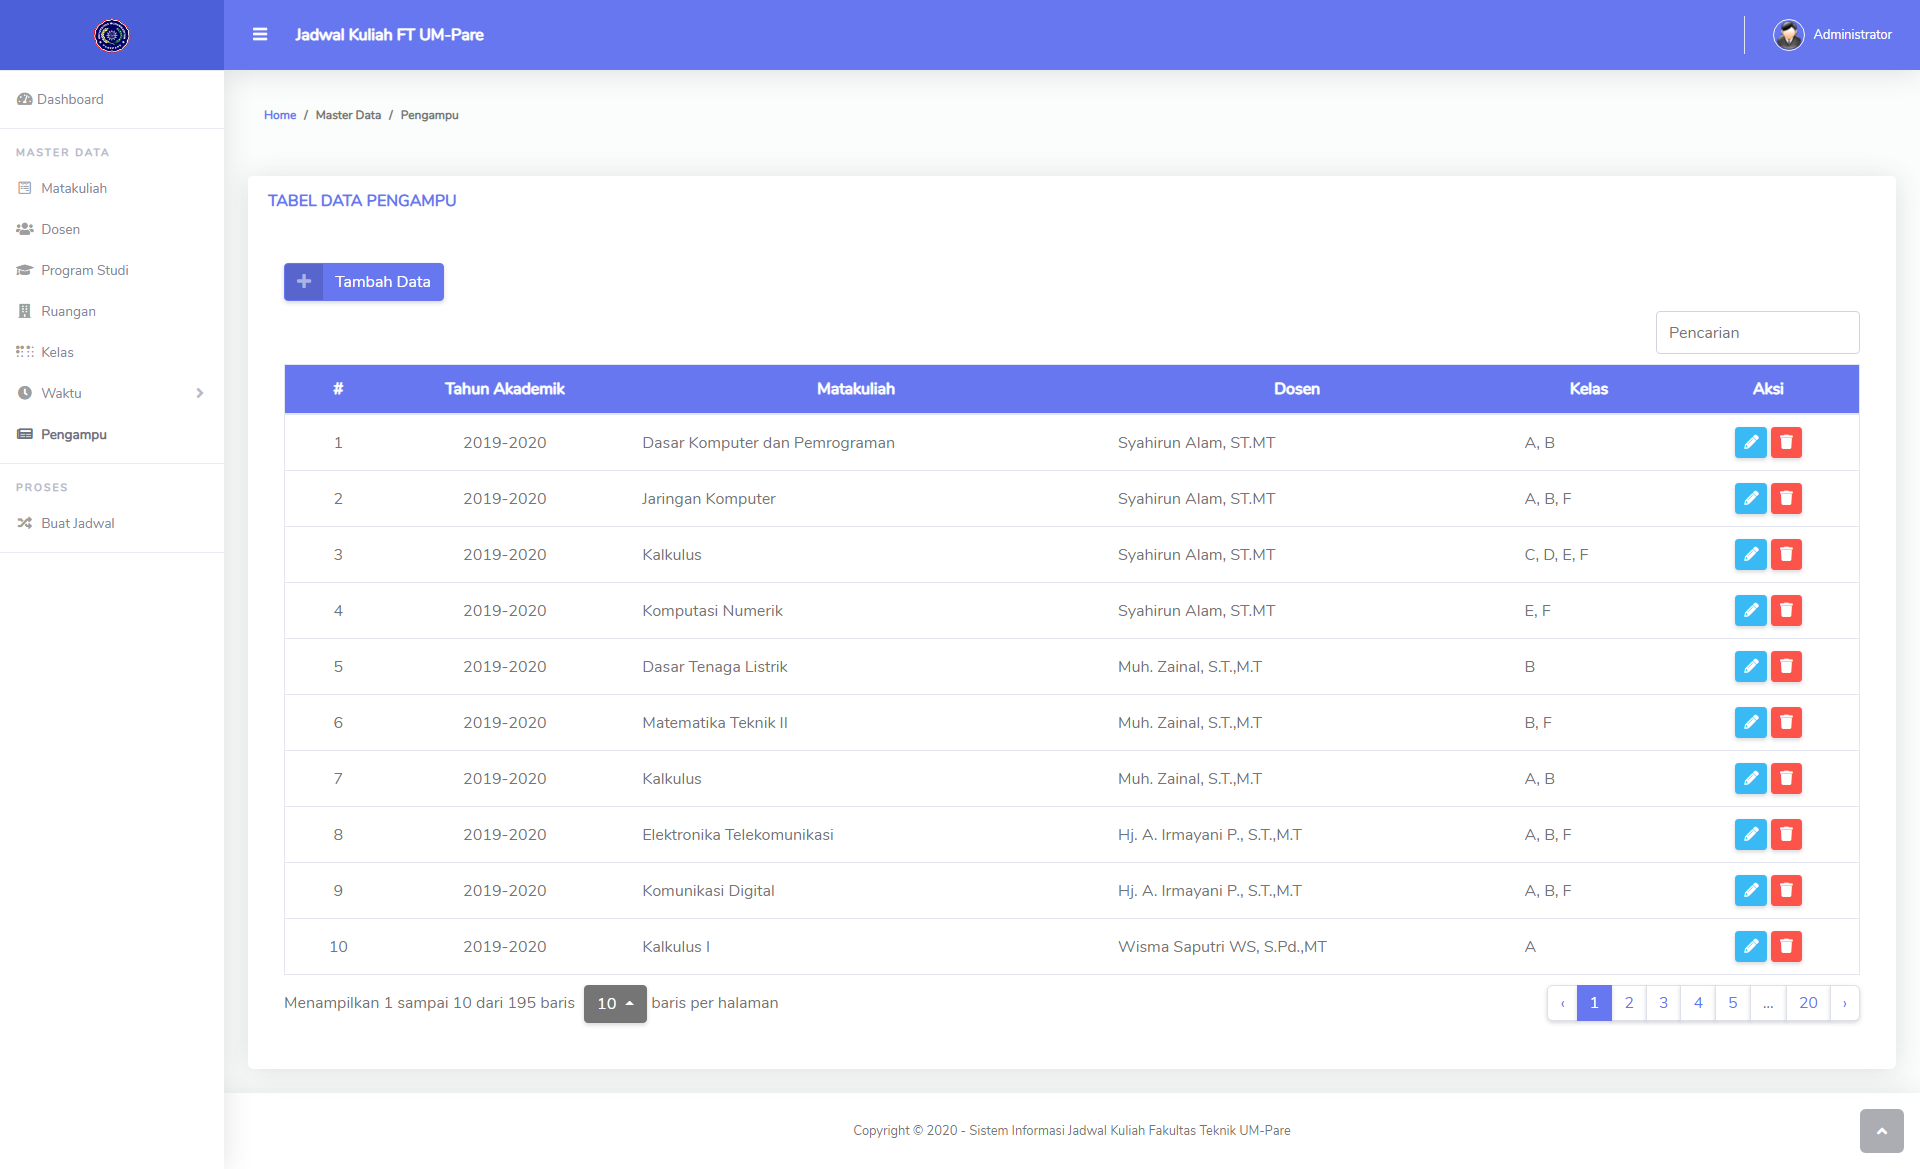 Jadwal Kuliah FT UM-Pare
Administrator
Dashboard
MASTER DATA
Matakuliah
Dosen
Program Studi
Ruangan
Kelas
Waktu
Pengampu
PROSES
Buat Jadwal
Home / Master Data / Pengampu
TABEL DATA PENGAMPU
Tambah Data
Pencarian
# Tahun Akademik Matakuliah Dosen Kelas Aksi
1 2019-2020 Dasar Komputer dan Pemrograman Syahirun Alam, ST.MT A, B
2 2019-2020 Jaringan Komputer Syahirun Alam, ST.MT A, B, F
3 2019-2020 Kalkulus Syahirun Alam, ST.MT C, D, E, F
4 2019-2020 Komputasi Numerik Syahirun Alam, ST.MT E, F
5 2019-2020 Dasar Tenaga Listrik Muh. Zainal, S.T.,M.T B
6 2019-2020 Matematika Teknik II Muh. Zainal, S.T.,M.T B, F
7 2019-2020 Kalkulus Muh. Zainal, S.T.,M.T A, B
8 2019-2020 Elektronika Telekomunikasi Hj. A. Irmayani P., S.T.,M.T A, B, F
9 2019-2020 Komunikasi Digital Hj. A. Irmayani P., S.T.,M.T A, B, F
10 2019-2020 Kalkulus I Wisma Saputri WS, S.Pd.,MT A
Menampilkan 1 sampai 10 dari 195 baris 10 baris per halaman
‹ 1 2 3 4 5 ... 20 ›
Copyright © 2020 - Sistem Informasi Jadwal Kuliah Fakultas Teknik UM-Pare